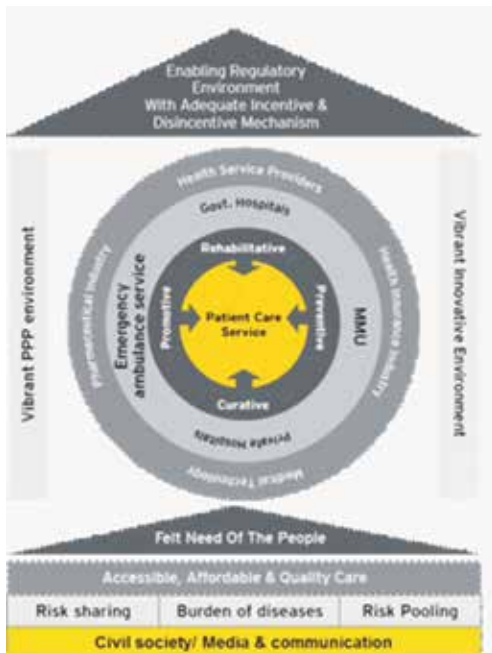 Enabling Regulatory
Environment
With Adequate Incentive &
Disincentive Mechanism
Vibrant PPP environment
Health Service Providers
Pharmaceutical Industry
Health Insurance Industry
Medical Technology
Govt. Hospitals
Emergency
ambulance service
MMU
Private Hospitals
Rehabilitative
Promotive
Preventive
Curative
Patient Care
Service
Vibrant Innovative Environment
Felt Need Of The People
Accessible, Affordable & Quality Care
Risk sharing
Burden of diseases
Risk Pooling
Civil society/ Media & communication